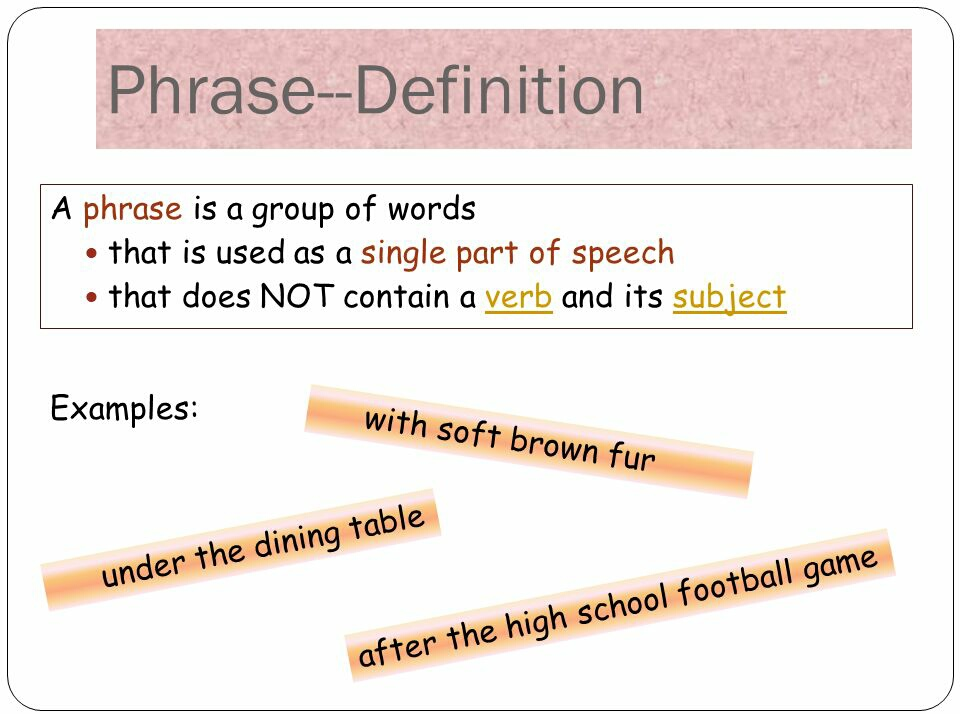 Phrase--Definition
A phrase is a group of words
• that is used as a single part of speech
• that does NOT contain a verb and its subject
Examples:
with soft brown fur
under the dining table
after the high school football game